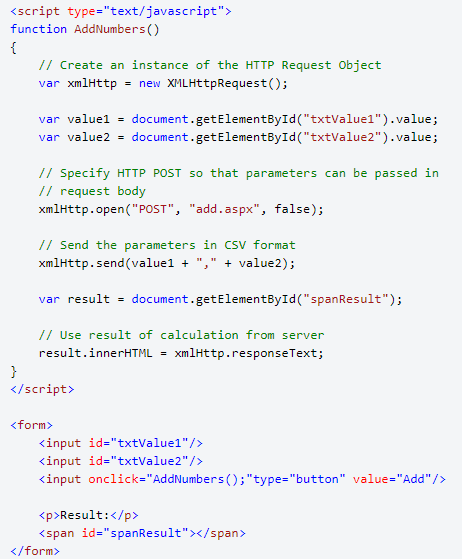 <script type="text/javascript">
function AddNumbers()
{
    // Create an instance of the HTTP Request Object
    var xmlHttp = new XMLHttpRequest();

    var value1 = document.getElementById("txtValue1").value;
    var value2 = document.getElementById("txtValue2").value;

    // Specify HTTP POST so that parameters can be passed in
    // request body
    xmlHttp.open("POST", "add.aspx", false);

    // Send the parameters in CSV format
    xmlHttp.send(value1 + "," + value2);

    var result = document.getElementById("spanResult");

    // Use result of calculation from server
    result.innerHTML = xmlHttp.responseText;
}
</script>

<form>
    <input id="txtValue1"/>
    <input id="txtValue2"/>
    <input onclick="AddNumbers();"type="button" value="Add"/>

    <p>Result:</p>
    <span id="spanResult"></span>
</form>